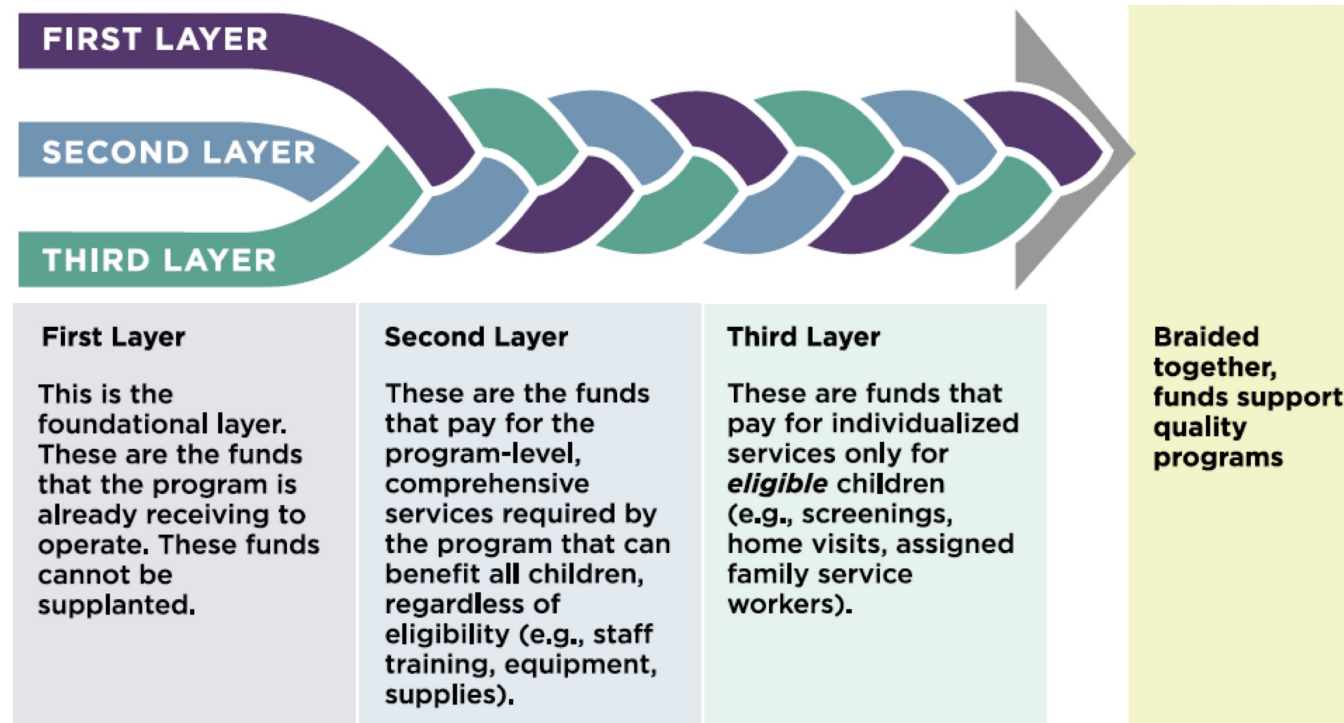 FIRST LAYER
SECOND LAYER
THIRD LAYER
First Layer
This is the
foundational layer.
These are the funds
that the program is
already receiving to
operate. These funds
cannot be
supplanted.
Second Layer
These are the funds
that pay for the
program-level,
comprehensive
services required by
the program that can
benefit all children,
regardless of
eligibility (e.g., staff
training, equipment,
supplies).
Third Layer
These are funds that
pay for individualized
services only for
eligible children
(e.g., screenings,
home visits, assigned
family service
workers).
Braided
together,
funds support
quality
programs